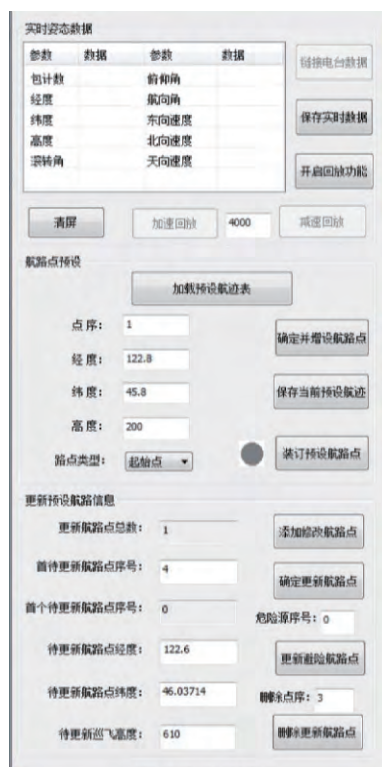 实时姿态数据
参数 数据 参数 数据
包计数 俯仰角
经度 航向角
纬度 东向速度
高度 北向速度
滚转角 天向速度
链接电台数据
保存实时数据
开启回放功能
清屏 加速回放 4000 减速回放
航路点预设
加载预设航迹表
点序: 1
确定并增设航路点
经度: 122.8
纬度: 45.8
保存当前预设航迹
高度: 200
路点类型: 起始点
装订预设航路点
更新预设航路信息
更新航路点总数: 1
添加修改航路点
首待更新航路点序号: 4
确定更新航路点
首个待更新航路点序号: 0
危险源序号: 0
待更新航路点经度: 122.6
更新避险航路点
待更新航路点纬度: 46.03714
删除点序: 3
待更新巡飞高度: 610
删除更新航路点